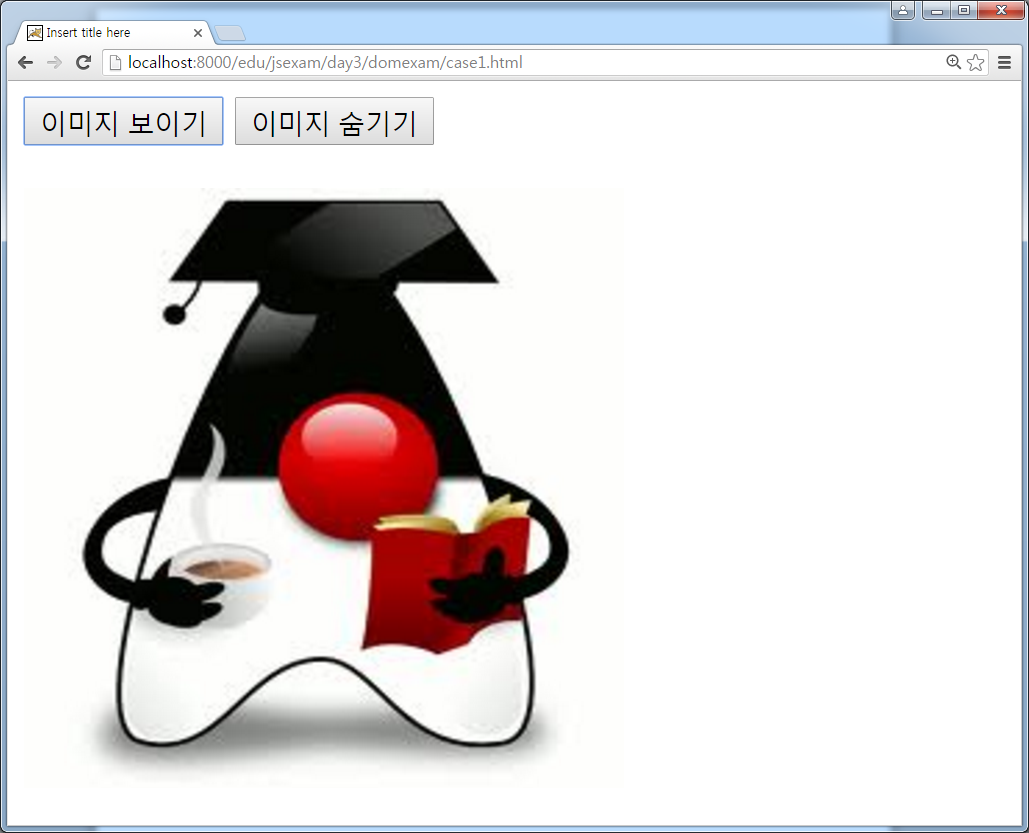 Insert title here
localhost:8000/edu/jsexam/day3/domexam/case1.html
이미지 보이기 이미지 숨기기